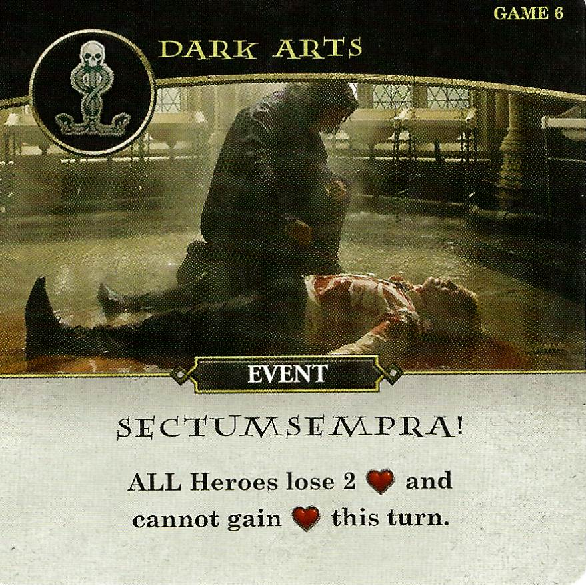 GAME 6
DARK ARTS
EVENT
SECTUMSEMPRA!
ALL Heroes lose 2 ❤ and
cannot gain ❤ this turn.